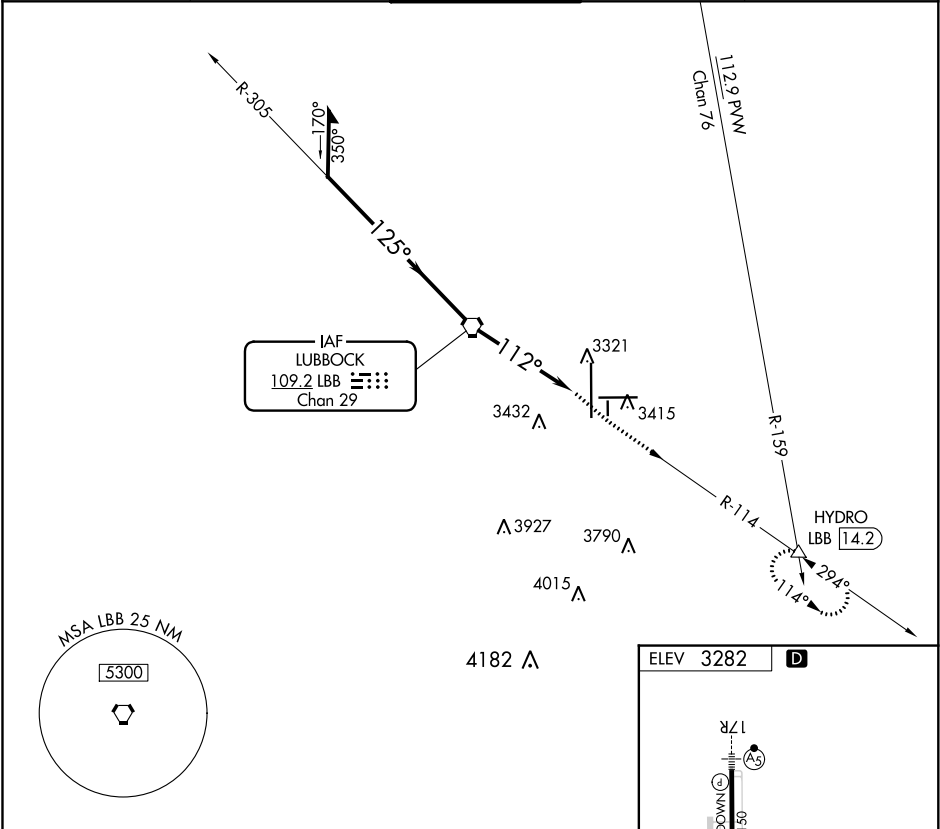 R-305
170°
350°
112.9 PVW
Chan 76
125°
IAF
LUBBOCK
109.2 LBB
Chan 29
112°
3321
3432
3415
R-159
R-114
HYDRO
LBB 14.2
3927
3790
294°
114°
4015
MSA LBB 25 NM
5300
4182
ELEV 3282 D
17R
A5
P
DOWN